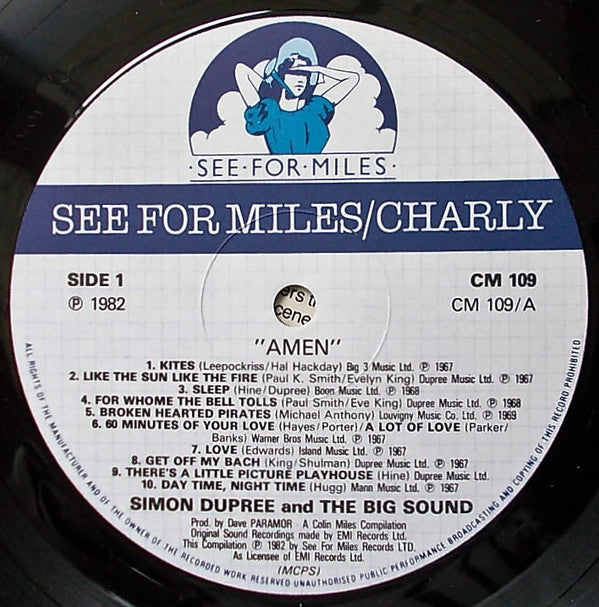 ·SEE·FOR·MILES·
SEE FOR MILES/CHARLY
SIDE 1
CM 109
Ⓟ 1982
CM 109/A
ers t
cene
"AMEN"
1. KITES (Leepockriss/Hal Hackday) Big 3 Music Ltd. Ⓟ 1967
2. LIKE THE SUN LIKE THE FIRE (Paul K. Smith/Evelyn King) Dupree Music Ltd. Ⓟ 1967
3. SLEEP (Hine/Dupree) Boon Music Ltd. Ⓟ 1968
4. FOR WHOME THE BELL TOLLS (Paul Smith/Eve King) Dupree Music Ltd. Ⓟ 1968
5. BROKEN HEARTED PIRATES (Michael Anthony) Louvigny Music Co. Ltd. Ⓟ 1969
6. 60 MINUTES OF YOUR LOVE (Hayes/Porter)/A LOT OF LOVE (Parker/
Banks) Warner Bros Music Ltd. Ⓟ 1967
7. LOVE (Edwards) Island Music Ltd. Ⓟ 1967
8. GET OFF MY BACH (King/Shulman) Dupree Music Ltd. Ⓟ 1967
9. THERE'S A LITTLE PICTURE PLAYHOUSE (Hine) Dupree Music Ltd.
10. DAY TIME, NIGHT TIME (Hugg) Mann Music Ltd. Ⓟ 1967
SIMON DUPREE and THE BIG SOUND
Prod. by Dave PARAMOR - A Colin Miles Compilation
Original Sound Recordings made by EMI Records Ltd.
This Compilation Ⓟ 1982 by See For Miles Records LTD.
As Licensee of EMI Records Ltd.
(MCPS)
ALL RIGHTS OF THE MANUFACTURER AND OF THE OWNER OF THE RECORDED WORK RESERVED UNAUTHORISED PUBLIC PERFORMANCE BROADCASTING AND COPYING OF THIS RECORD PROHIBITED